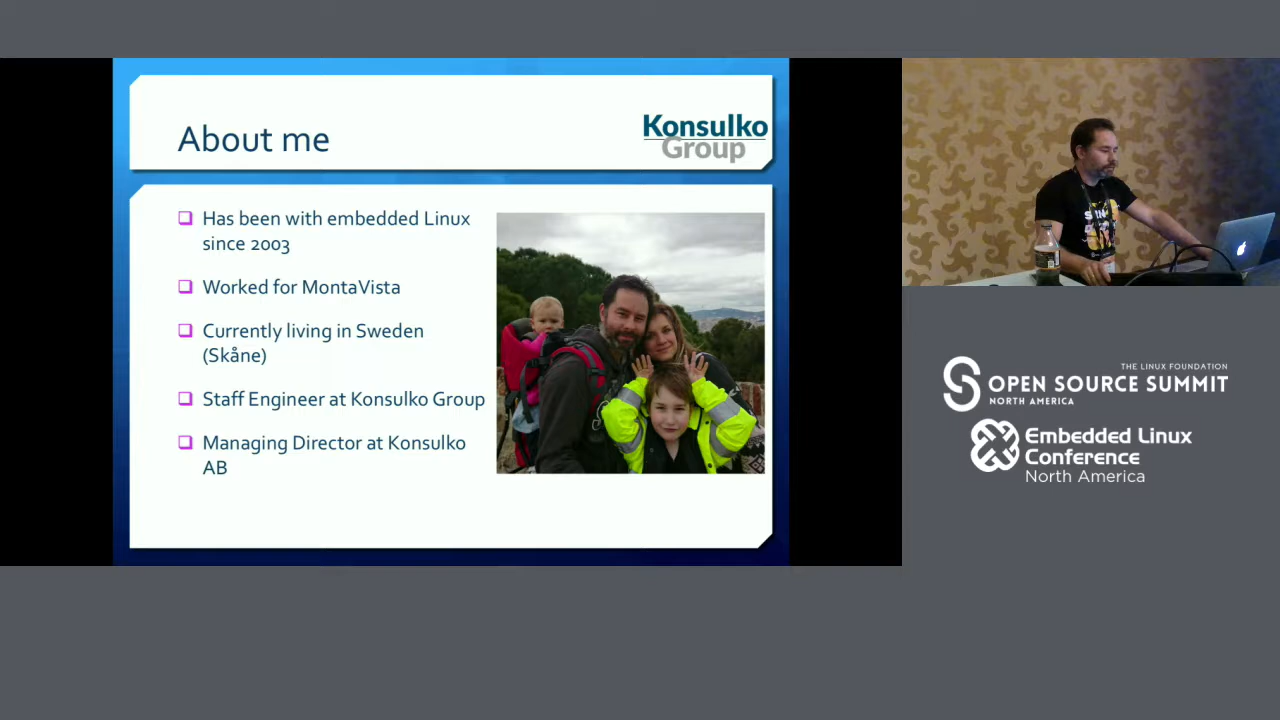 About me
Konsulko
Group
Has been with embedded Linux
since 2003
Worked for MontaVista
Currently living in Sweden
(Skåne)
Staff Engineer at Konsulko Group
Managing Director at Konsulko
AB
THE LINUX FOUNDATION
OPEN SOURCE SUMMIT
NORTH AMERICA
Embedded Linux
Conference
North America